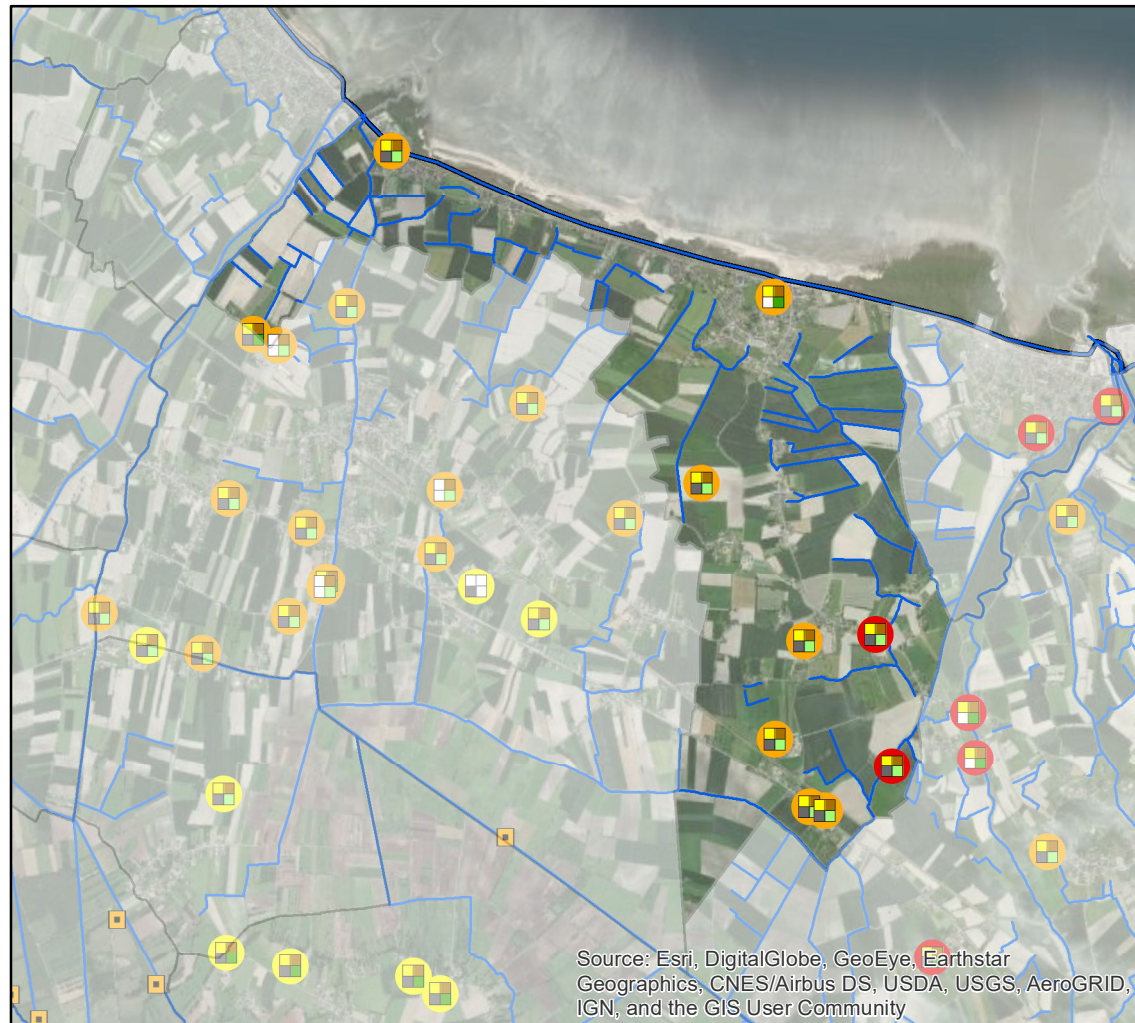 Source: Esri, DigitalGlobe, GeoEye, Earthstar
Geographics, CNES/Airbus DS, USDA, USGS, AeroGRID,
IGN, and the GIS User Community